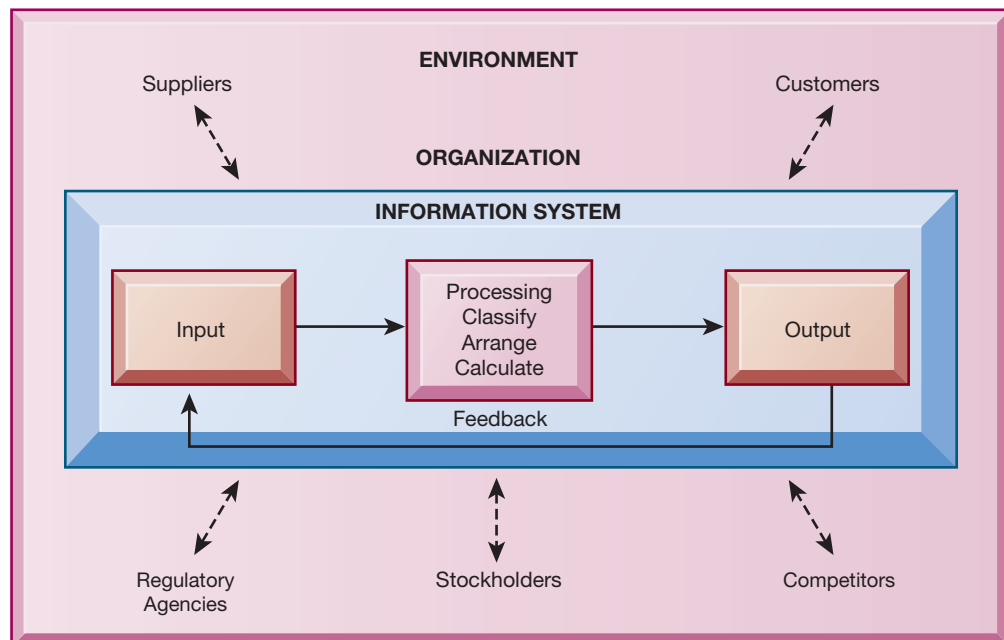 ENVIRONMENT
Suppliers
Customers
ORGANIZATION
INFORMATION SYSTEM
Input
Processing
Classify
Arrange
Calculate
Output
Feedback
Regulatory
Agencies
Stockholders
Competitors